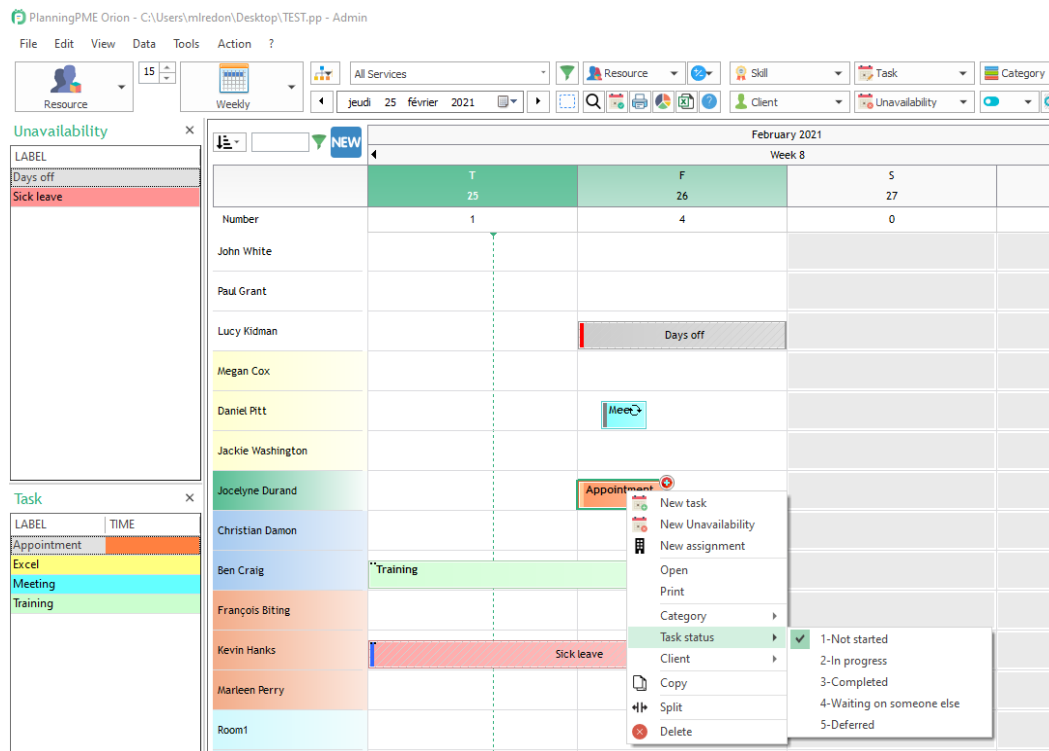 PlanningPME Orion - C:\Users\mlredon\Desktop\TEST.pp - Admin
File Edit View Data Tools Action ?
Resource
15
Weekly
All Services
Resource
Skill
Task
Category
jeudi 25 février 2021
Client
Unavailability
Unavailability
LABEL
Days off
Sick leave
Task
LABEL TIME
Appointment
Excel
Meeting
Training
NEW
February 2021
Week 8
T F S
25 26 27
Number 1 4 0
John White
Paul Grant
Lucy Kidman Days off
Megan Cox
Daniel Pitt Mee
Jackie Washington
Jocelyne Durand Appointment
Christian Damon
Ben Craig Training
François Biting
Kevin Hanks Sick leave
Marleen Perry
Room1
New task
New Unavailability
New assignment
Open
Print
Category
Task status
Client
Copy
Split
Delete
1-Not started
2-In progress
3-Completed
4-Waiting on someone else
5-Deferred